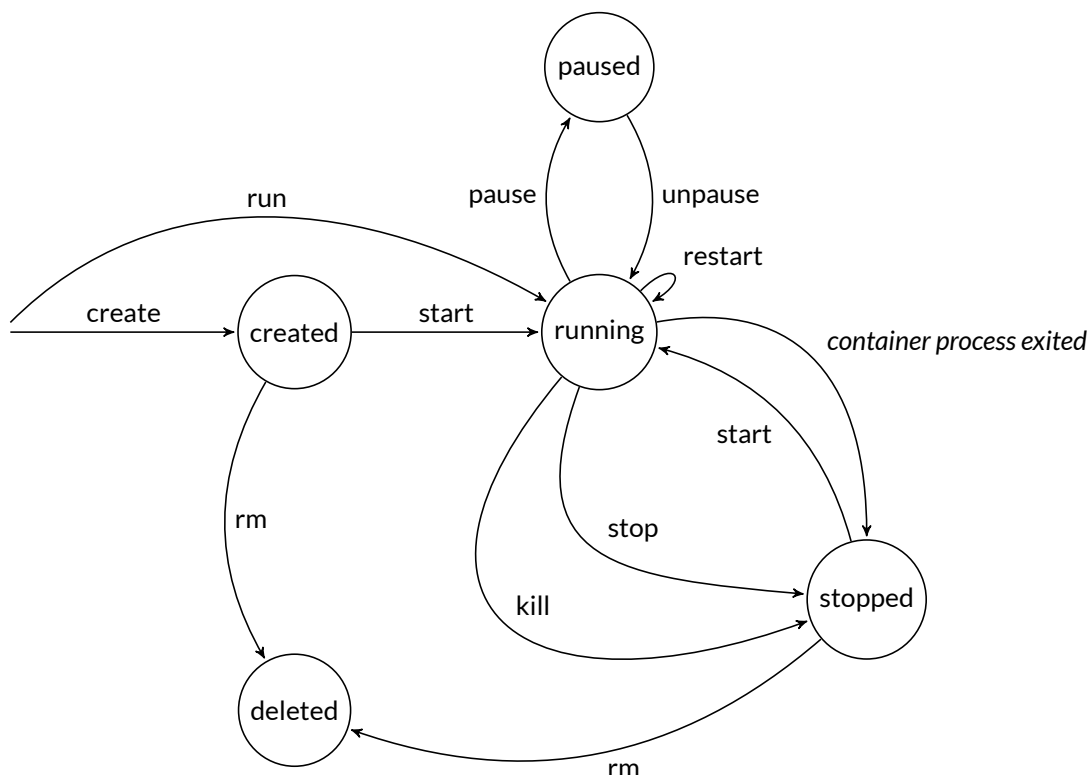 paused
pause
unpause
run
restart
create
created
start
running
container process exited
start
rm
stop
kill
stopped
deleted
rm